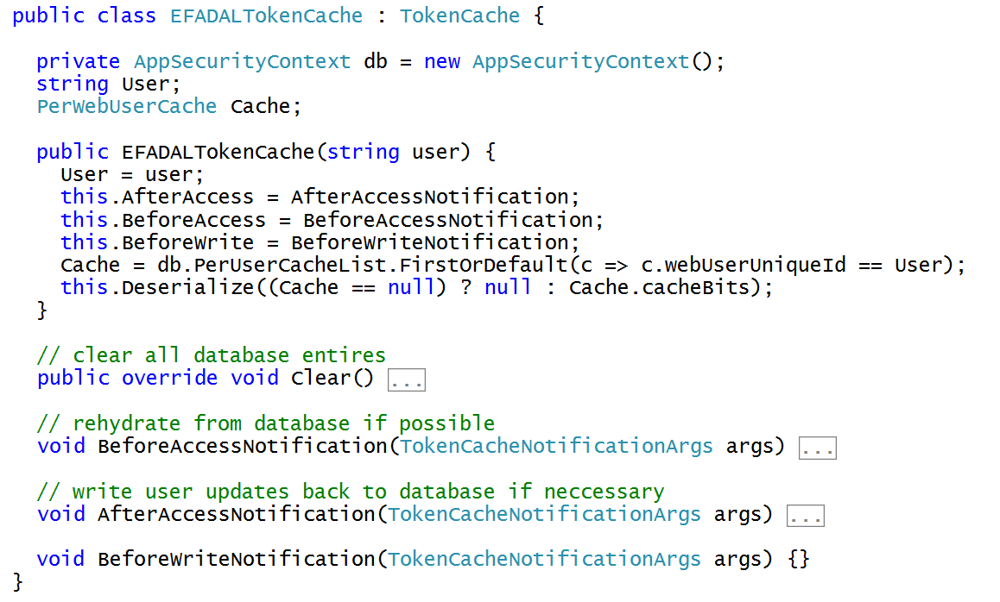 public class EFADALTokenCache : TokenCache {
private AppSecurityContext db = new AppSecurityContext();
string User;
PerWebUserCache Cache;
public EFADALTokenCache(string user) {
User = user;
this.AfterAccess = AfterAccessNotification;
this.BeforeAccess = BeforeAccessNotification;
this.BeforeWrite = BeforeWriteNotification;
Cache = db.PerUserCacheList.FirstOrDefault(c => c.webUserUniqueId == User);
this.Deserialize((Cache == null) ? null : Cache.cacheBits);
}
// clear all database entires
public override void Clear() ...
// rehydrate from database if possible
void BeforeAccessNotification(TokenCacheNotificationArgs args) ...
// write user updates back to database if neccessary
void AfterAccessNotification(TokenCacheNotificationArgs args) ...
void BeforeWriteNotification(TokenCacheNotificationArgs args) {}
}